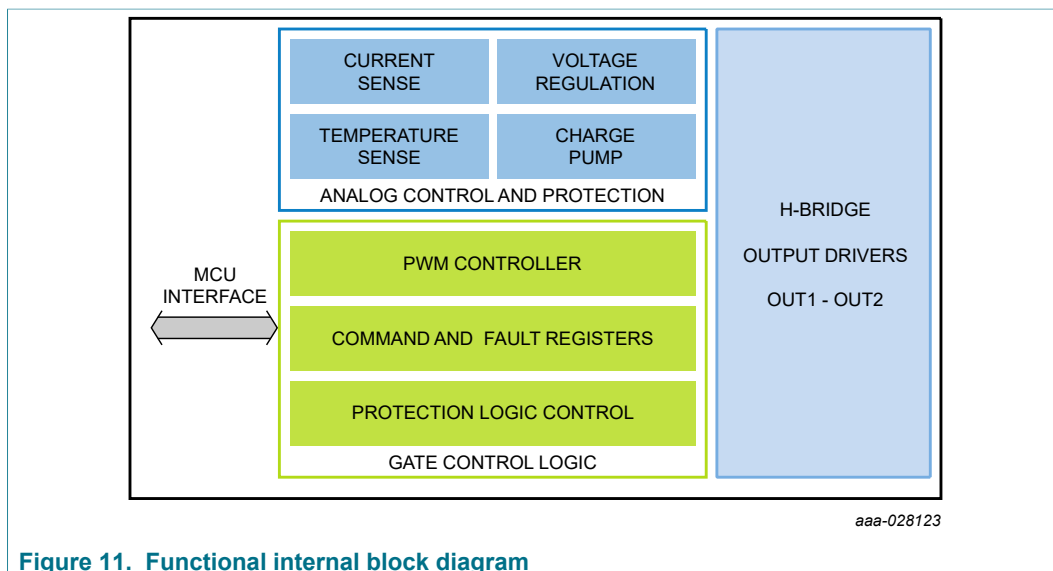 CURRENT
SENSE
VOLTAGE
REGULATION
TEMPERATURE
SENSE
CHARGE
PUMP
ANALOG CONTROL AND PROTECTION
MCU
INTERFACE
PWM CONTROLLER
COMMAND AND FAULT REGISTERS
PROTECTION LOGIC CONTROL
GATE CONTROL LOGIC
H-BRIDGE
OUTPUT DRIVERS
OUT1 - OUT2
aaa-028123
Figure 11. Functional internal block diagram